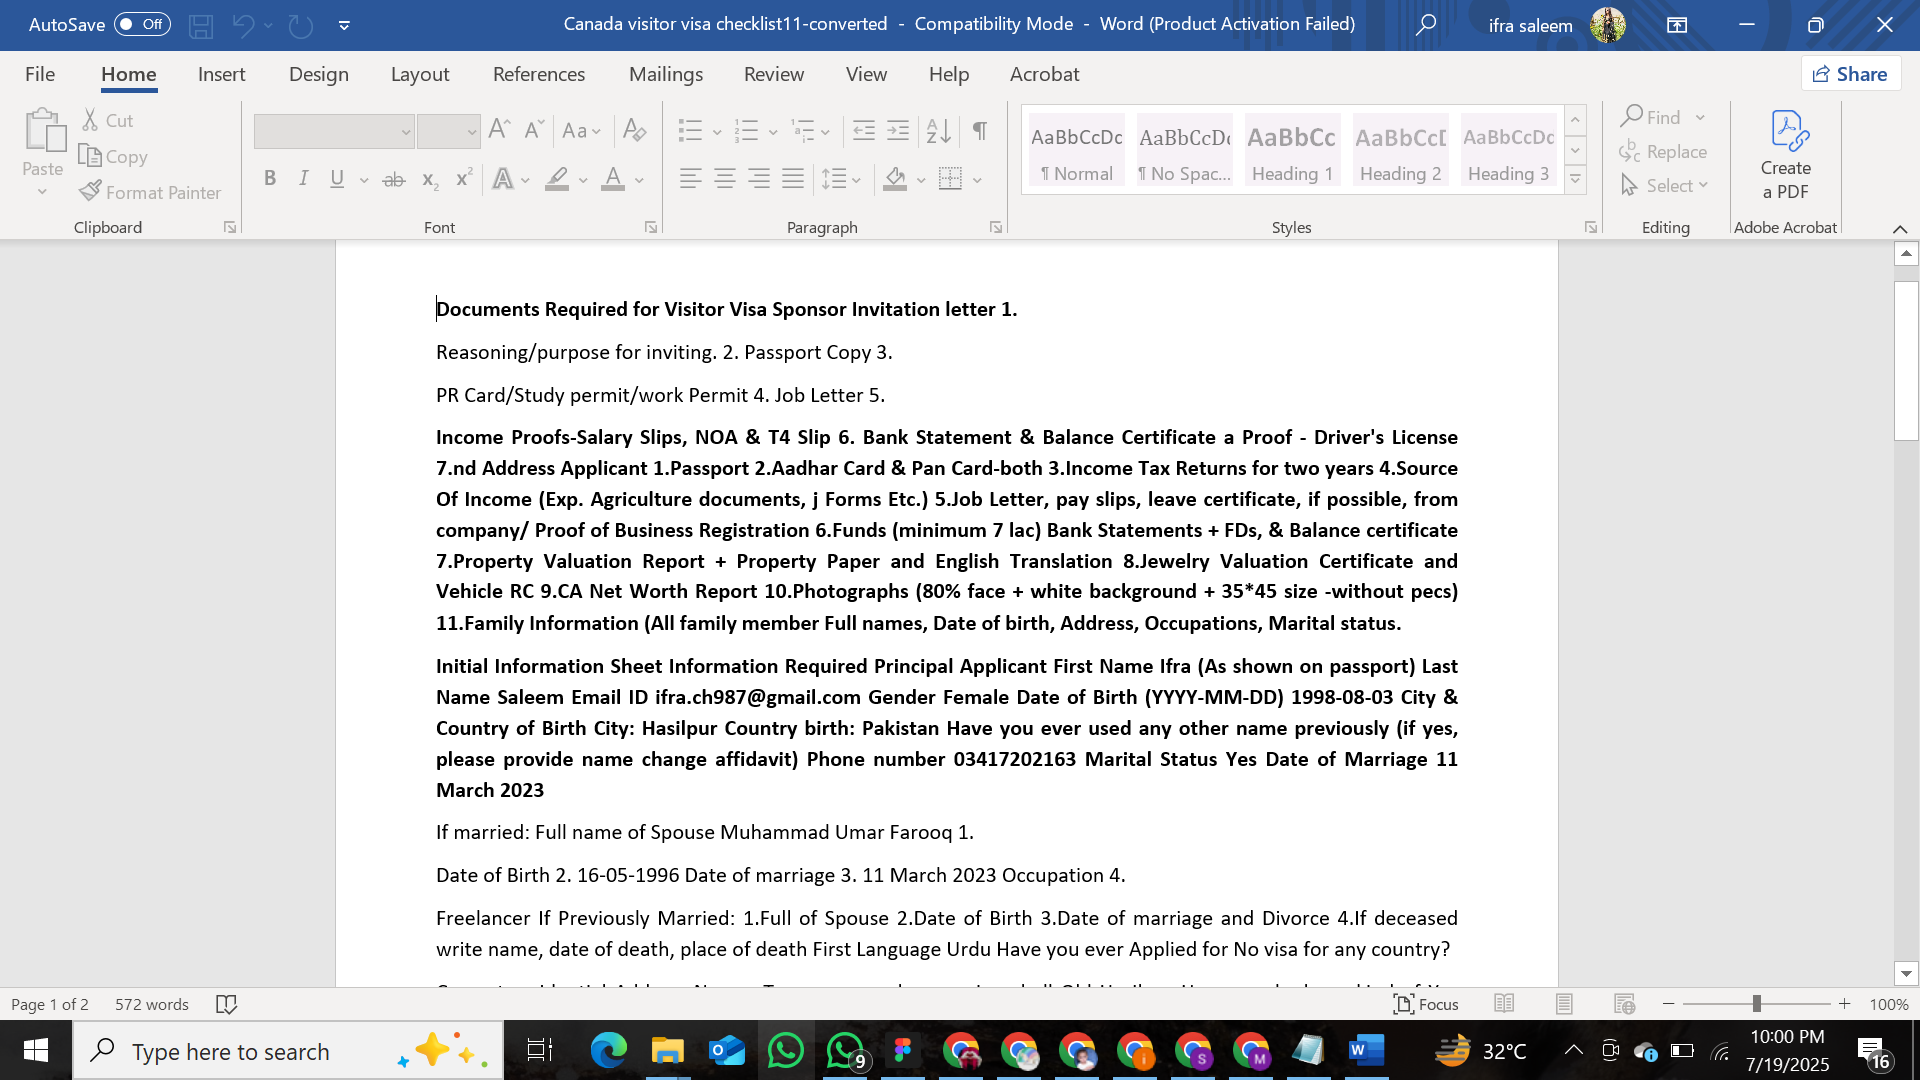 AutoSave Off Canada visitor visa checklist11-converted - Compatibility Mode - Word (Product Activation Failed) ifra saleem
File Home Insert Design Layout References Mailings Review View Help Acrobat Share
Paste
Cut
Copy
Format Painter
Clipboard
Font
Paragraph
AaBbCcDc AaBbCcDc AaBbCc AaBbCcD AaBbCcDc
¶ Normal ¶ No Spac... Heading 1 Heading 2 Heading 3
Styles
Find
Replace
Select
Editing
Create
a PDF
Adobe Acrobat
Documents Required for Visitor Visa Sponsor Invitation letter 1.
Reasoning/purpose for inviting. 2. Passport Copy 3.
PR Card/Study permit/work Permit 4. Job Letter 5.
Income Proofs-Salary Slips, NOA & T4 Slip 6. Bank Statement & Balance Certificate a Proof - Driver's License
7.nd Address Applicant 1.Passport 2.Aadhar Card & Pan Card-both 3.Income Tax Returns for two years 4.Source
Of Income (Exp. Agriculture documents, j Forms Etc.) 5.Job Letter, pay slips, leave certificate, if possible, from
company/ Proof of Business Registration 6.Funds (minimum 7 lac) Bank Statements + FDs, & Balance certificate
7.Property Valuation Report + Property Paper and English Translation 8.Jewelry Valuation Certificate and
Vehicle RC 9.CA Net Worth Report 10.Photographs (80% face + white background + 35*45 size -without pecs)
11.Family Information (All family member Full names, Date of birth, Address, Occupations, Marital status.
Initial Information Sheet Information Required Principal Applicant First Name Ifra (As shown on passport) Last
Name Saleem Email ID ifra.ch987@gmail.com Gender Female Date of Birth (YYYY-MM-DD) 1998-08-03 City &
Country of Birth City: Hasilpur Country birth: Pakistan Have you ever used any other name previously (if yes,
please provide name change affidavit) Phone number 03417202163 Marital Status Yes Date of Marriage 11
March 2023
If married: Full name of Spouse Muhammad Umar Farooq 1.
Date of Birth 2. 16-05-1996 Date of marriage 3. 11 March 2023 Occupation 4.
Freelancer If Previously Married: 1.Full of Spouse 2.Date of Birth 3.Date of marriage and Divorce 4.If deceased
write name, date of death, place of death First Language Urdu Have you ever Applied for No visa for any country?
Page 1 of 2 572 words Focus 100%
Type here to search 9 32°C 10:00 PM
7/19/2025 16